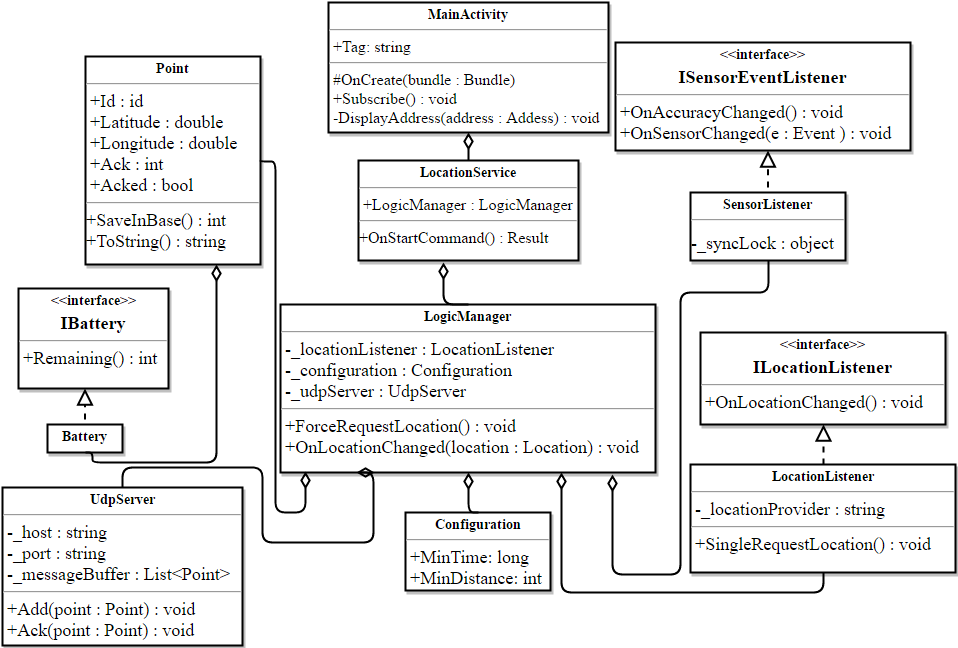 MainActivity
+Tag: string
#OnCreate(bundle : Bundle)
+Subscribe() : void
-DisplayAddress(address : Addess) : void
<<interface>>
ISensorEventListener
+OnAccuracyChanged() : void
+OnSensorChanged(e : Event ) : void
Point
+Id : id
+Latitude : double
+Longitude : double
+Ack : int
+Acked : bool
+SaveInBase() : int
+ToString() : string
LocationService
+LogicManager : LogicManager
+OnStartCommand() : Result
SensorListener
-_syncLock : object
<<interface>>
IBattery
+Remaining() : int
LogicManager
-_locationListener : LocationListener
-_configuration : Configuration
-_udpServer : UdpServer
+ForceRequestLocation() : void
+OnLocationChanged(location : Location) : void
<<interface>>
ILocationListener
+OnLocationChanged() : void
Battery
LocationListener
-_locationProvider : string
+SingleRequestLocation() : void
UdpServer
-_host : string
-_port : string
-_messageBuffer : List<Point>
+Add(point : Point) : void
+Ack(point : Point) : void
Configuration
+MinTime: long
+MinDistance: int